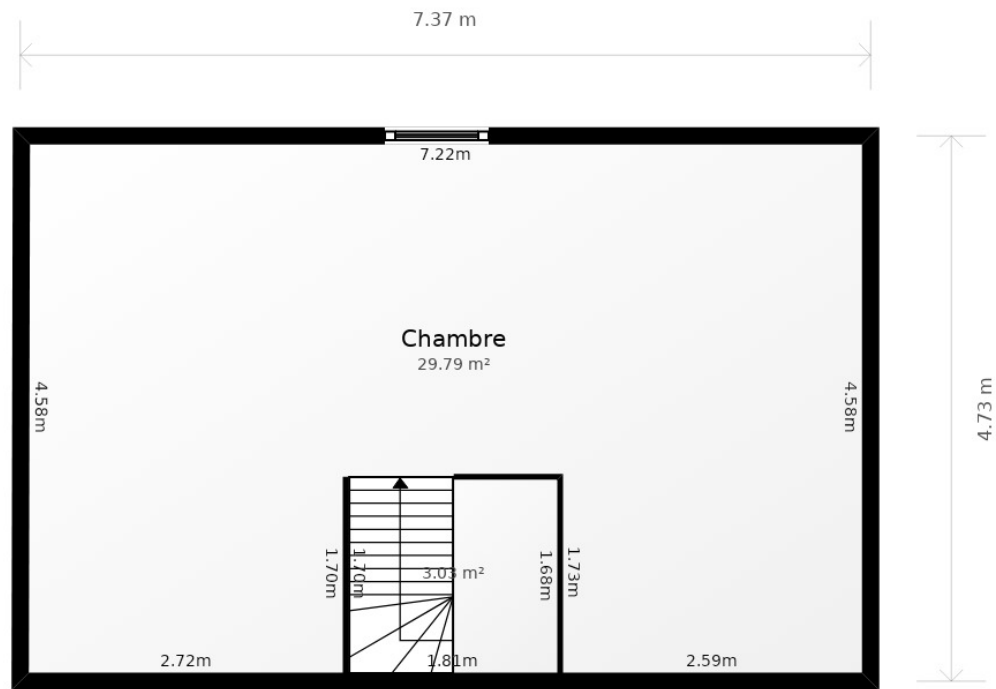 7.37 m
7.22m
Chambre
29.79 m²
4.58m
4.58m
4.73 m
1.70m
1.70m
3.03 m²
1.68m
1.73m
2.72m
1.81m
2.59m